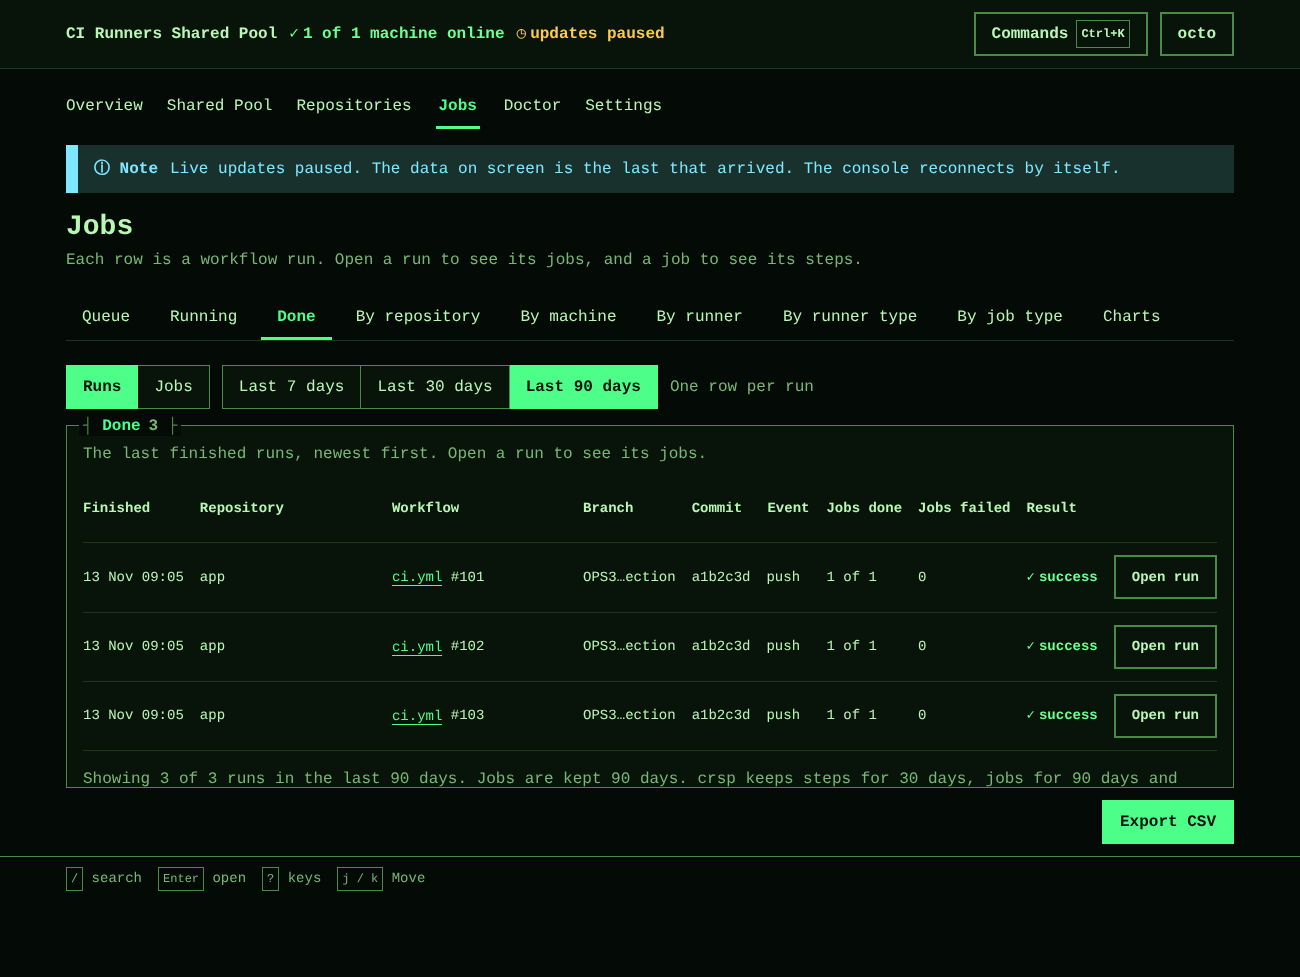 CI Runners Shared Pool ✓ 1 of 1 machine online ◷ updates paused
Commands Ctrl+K octo
Overview Shared Pool Repositories Jobs Doctor Settings
ⓘ Note Live updates paused. The data on screen is the last that arrived. The console reconnects by itself.
Jobs
Each row is a workflow run. Open a run to see its jobs, and a job to see its steps.
Queue Running Done By repository By machine By runner By runner type By job type Charts
Runs Jobs Last 7 days Last 30 days Last 90 days One row per run
Done 3
The last finished runs, newest first. Open a run to see its jobs.
Finished Repository Workflow Branch Commit Event Jobs done Jobs failed Result
13 Nov 09:05 app ci.yml #101 OPS3…ection a1b2c3d push 1 of 1 0 ✓ success Open run
13 Nov 09:05 app ci.yml #102 OPS3…ection a1b2c3d push 1 of 1 0 ✓ success Open run
13 Nov 09:05 app ci.yml #103 OPS3…ection a1b2c3d push 1 of 1 0 ✓ success Open run
Showing 3 of 3 runs in the last 90 days. Jobs are kept 90 days. crsp keeps steps for 30 days, jobs for 90 days and
Export CSV
/ search Enter open ? keys j / k Move